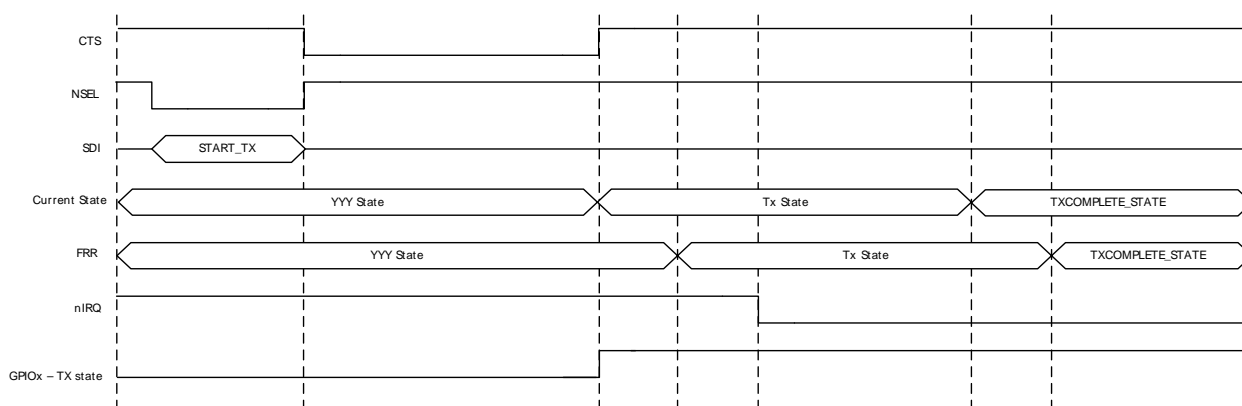 CTS
NSEL
SDI START_TX
Current State YYY State Tx State TXCOMPLETE_STATE
FRR YYY State Tx State TXCOMPLETE_STATE
nIRQ
GPIOx – TX state